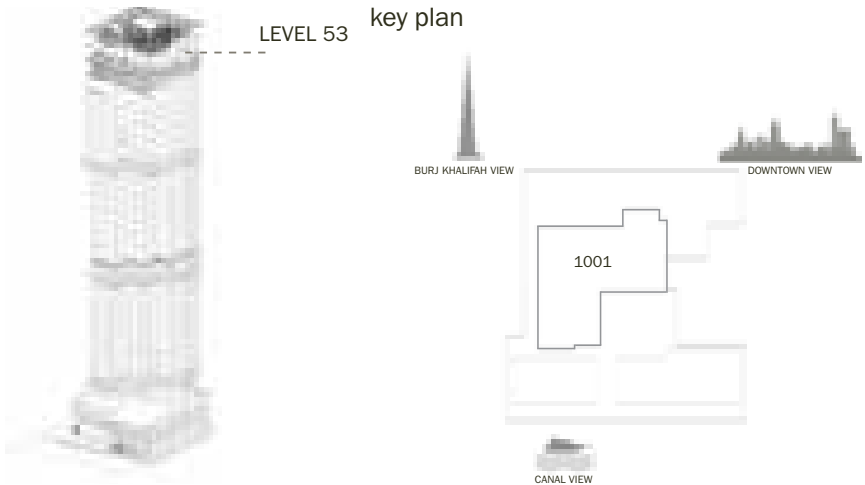 key plan
LEVEL 53
BURJ KHALIFAH VIEW
DOWNTOWN VIEW
1001
CANAL VIEW